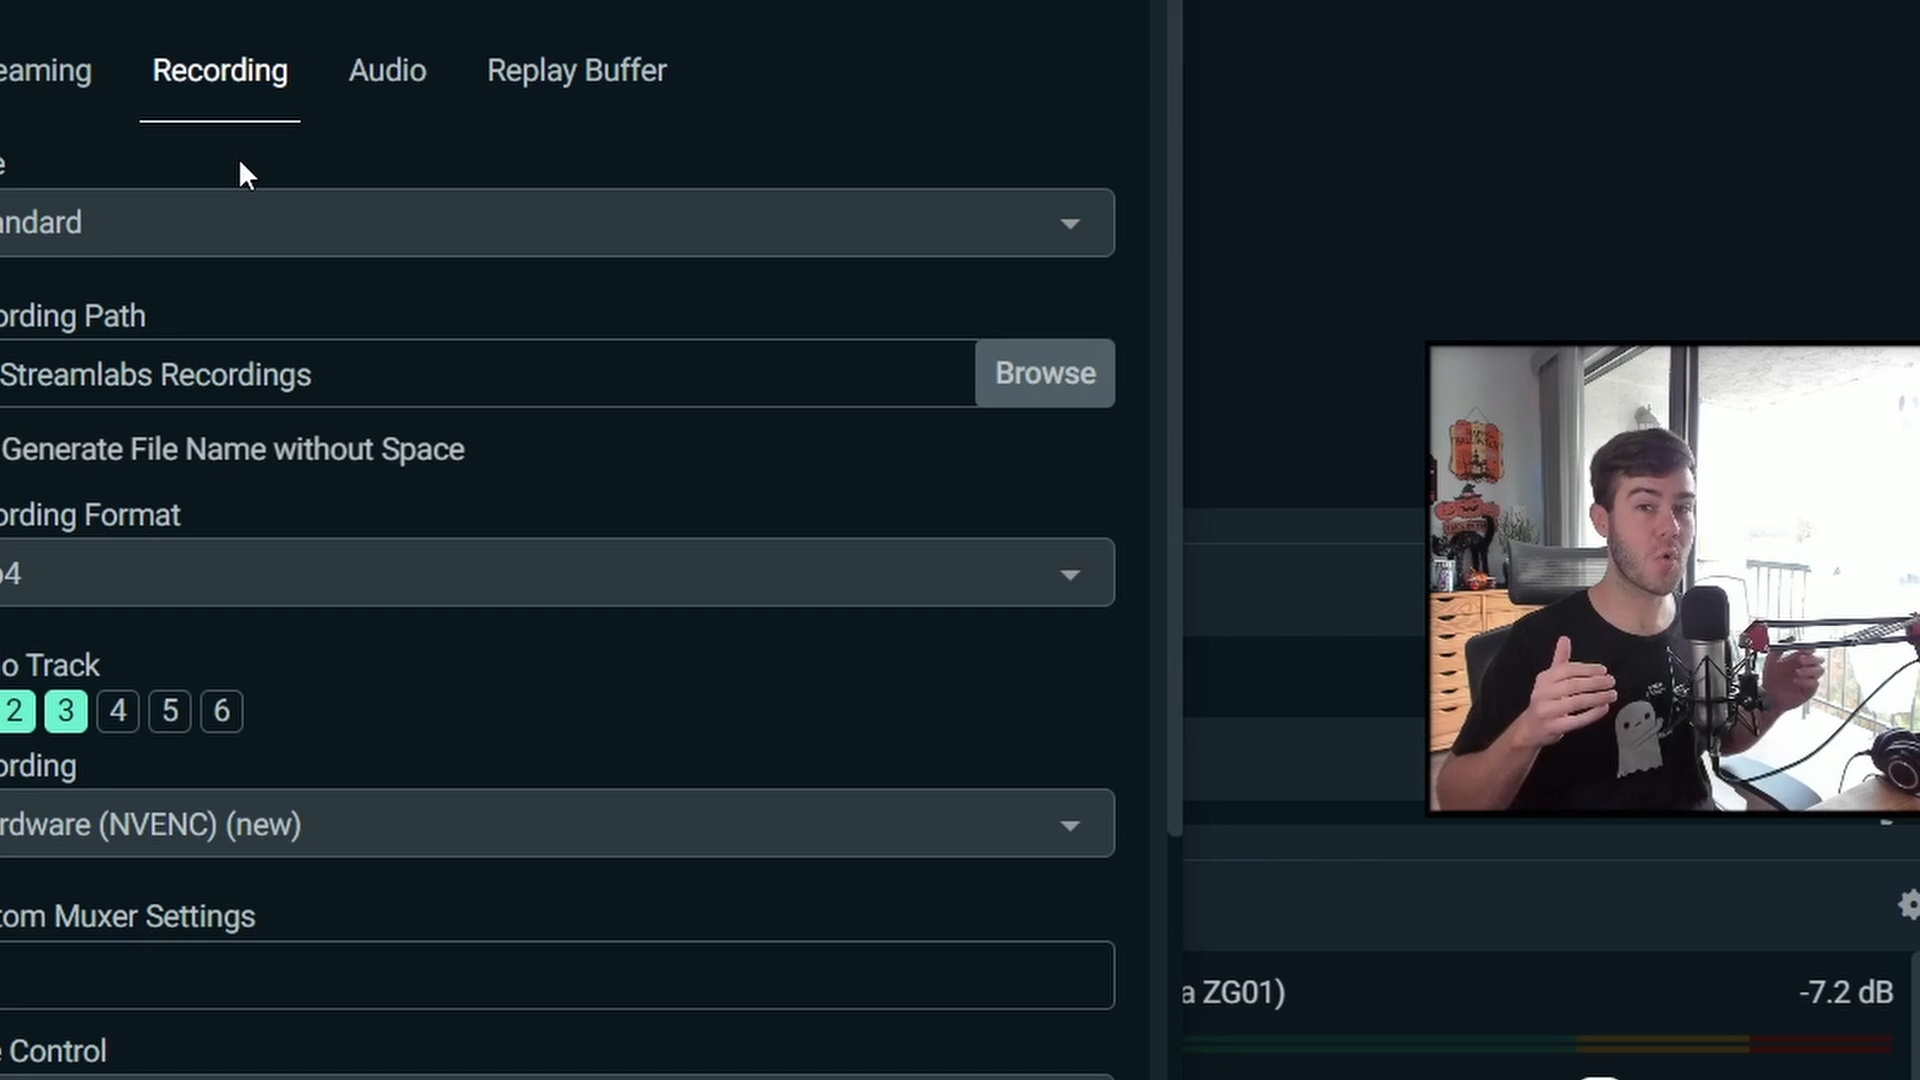 eaming Recording Audio Replay Buffer
e
andard
ording Path
Streamlabs Recordings Browse
Generate File Name without Space
ording Format
p4
o Track
2 3 4 5 6
ording
rdware (NVENC) (new)
tom Muxer Settings
e Control
a ZG01) -7.2 dB